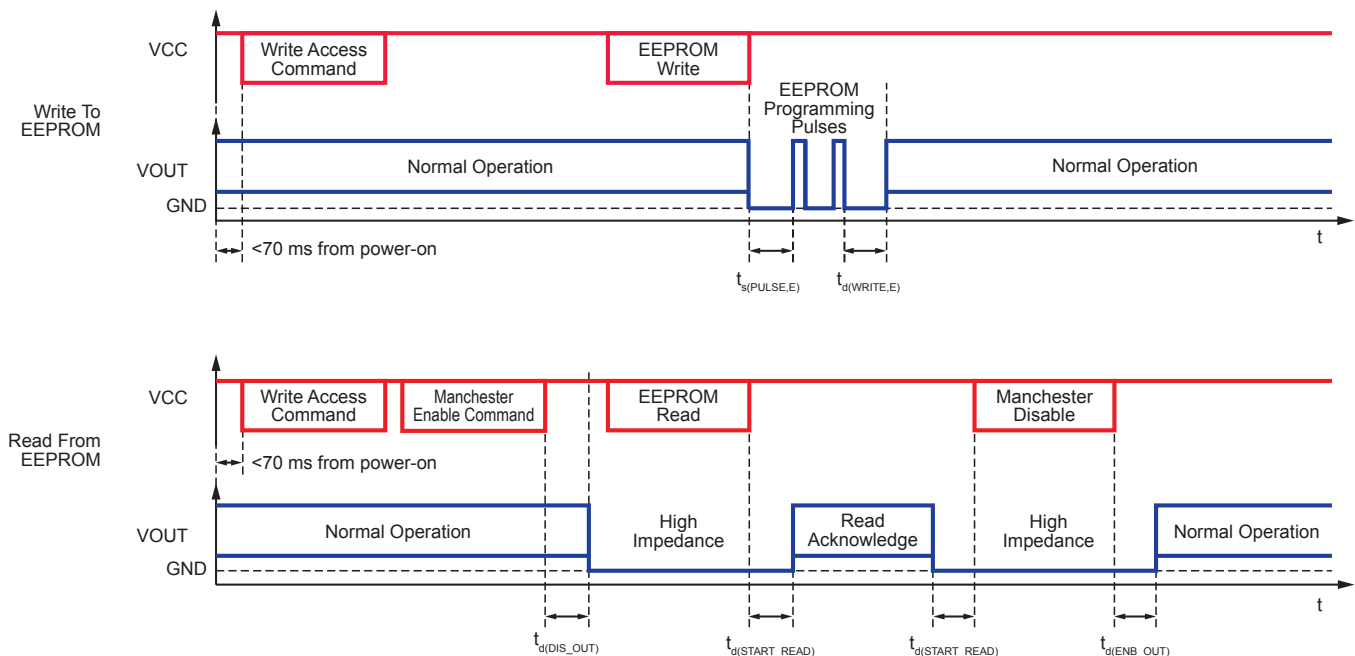 VCC
Write Access
Command
EEPROM
Write
EEPROM
Programming
Pulses
Write To
EEPROM
VOUT
Normal Operation
Normal Operation
GND
t
<70 ms from power-on
ts(PULSE,E)
td(WRITE,E)
VCC
Write Access
Command
Manchester
Enable Command
EEPROM
Read
Manchester
Disable
Read From
EEPROM
<70 ms from power-on
VOUT
Normal Operation
High
Impedance
Read
Acknowledge
High
Impedance
Normal Operation
GND
t
td(DIS_OUT)
td(START_READ)
td(START_READ)
td(ENB_OUT)